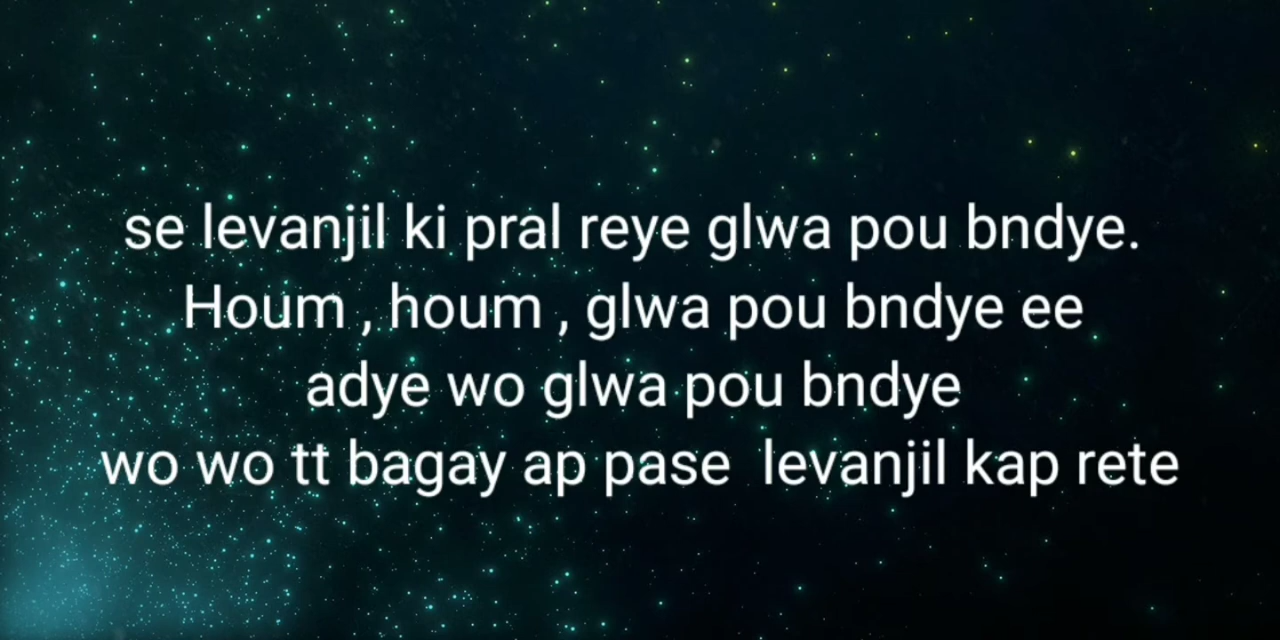 se levanjil ki pral reye glwa pou bndye.
Houm , houm , glwa pou bndye ee
adye wo glwa pou bndye
wo wo tt bagay ap pase  levanjil kap rete